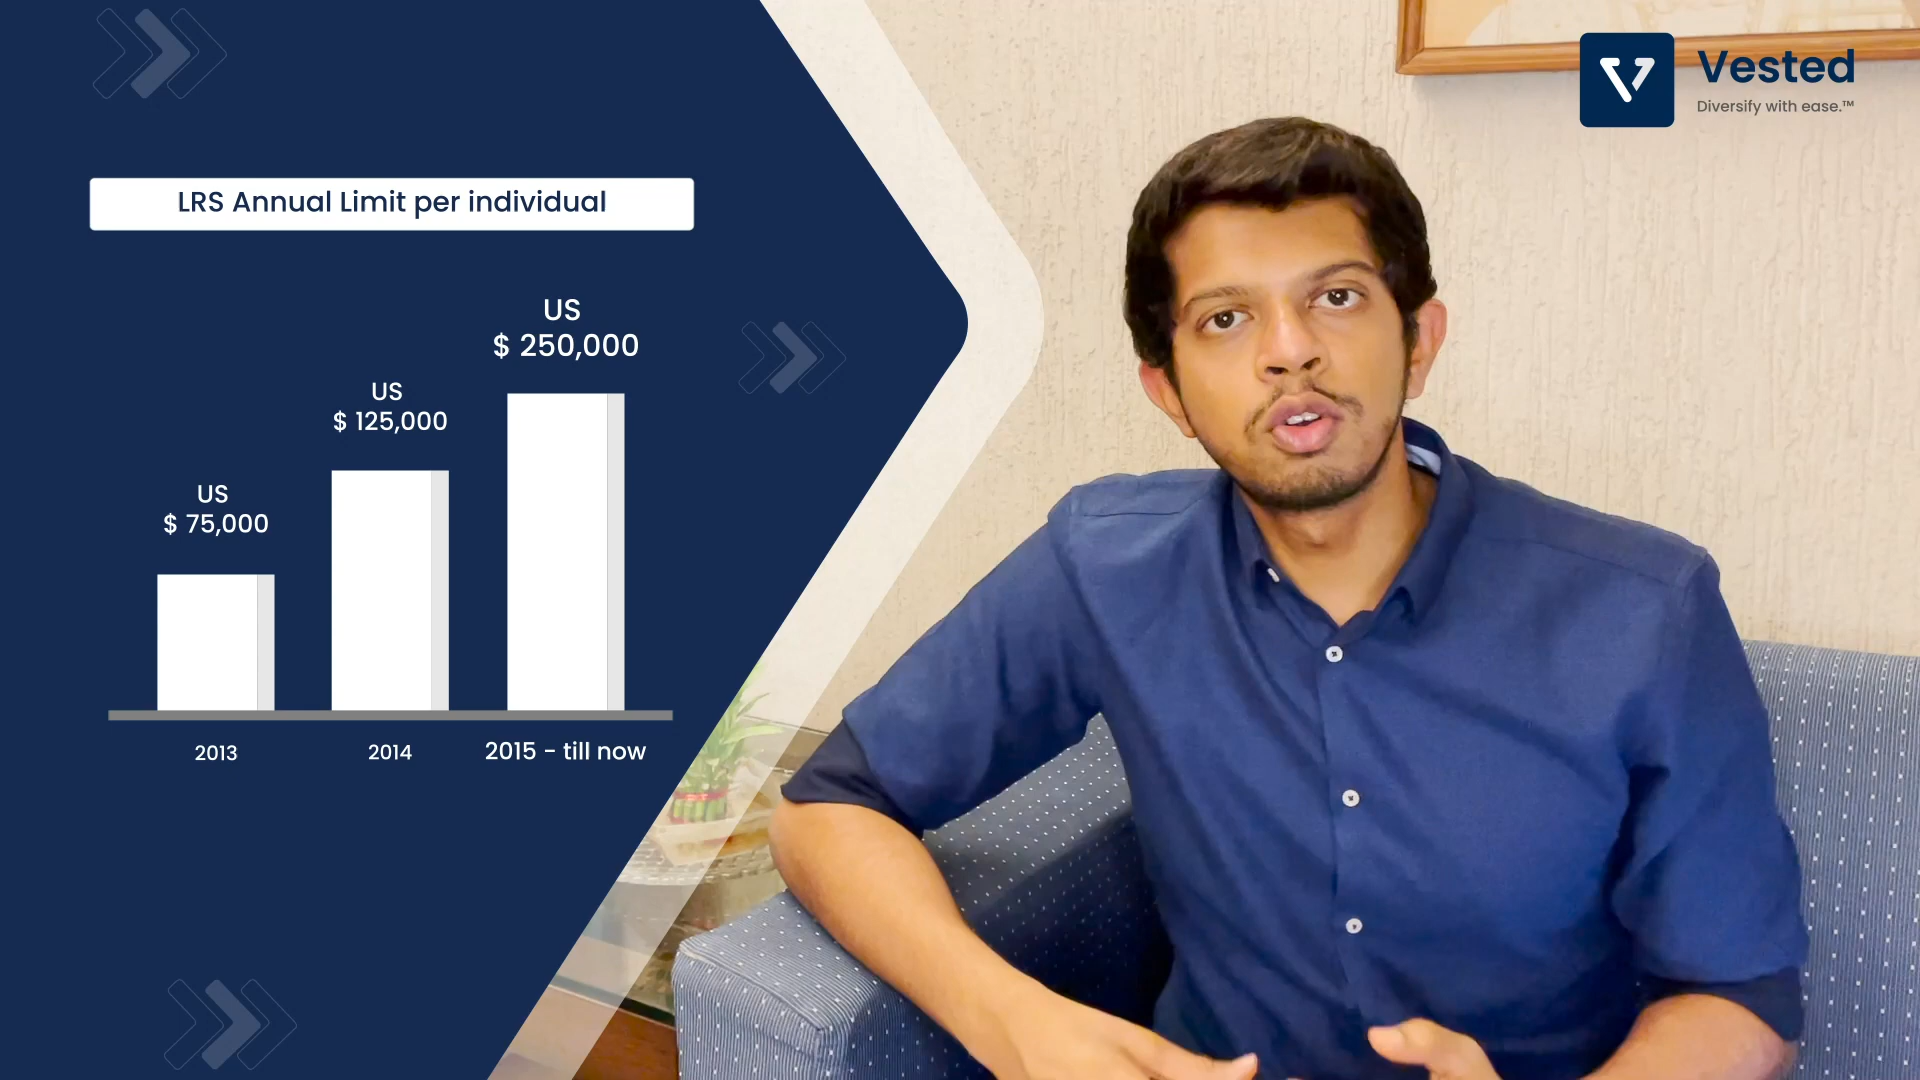 LRS Annual Limit per individual
US
$ 250,000
US
$ 125,000
US
$ 75,000
2013
2014
2015 - till now
Vested
Diversify with ease.™